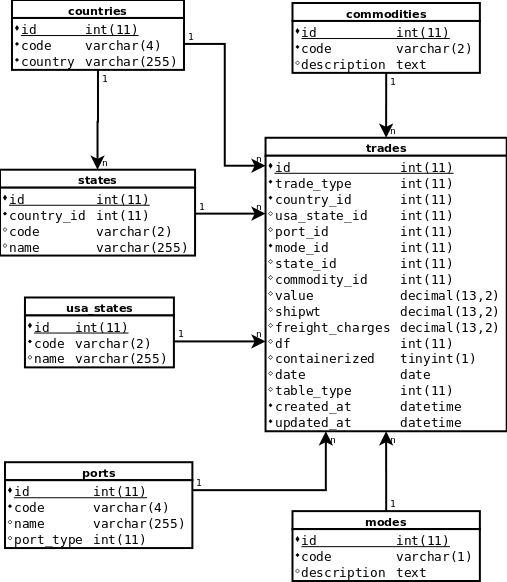 countries
id int(11)
code varchar(4)
country varchar(255)
1
1
n
n
commodities
id int(11)
code varchar(2)
description text
1
n
states
id int(11)
country_id int(11)
code varchar(2)
name varchar(255)
1
n
usa states
id int(11)
code varchar(2)
name varchar(255)
1
n
trades
id int(11)
trade_type int(11)
country_id int(11)
usa_state_id int(11)
port_id int(11)
mode_id int(11)
state_id int(11)
commodity_id int(11)
value decimal(13,2)
shipwt decimal(13,2)
freight_charges decimal(13,2)
df int(11)
containerized tinyint(1)
date date
table_type int(11)
created_at datetime
updated_at datetime
n
n
ports
id int(11)
code varchar(4)
name varchar(255)
port_type int(11)
1
1
modes
id int(11)
code varchar(1)
description text